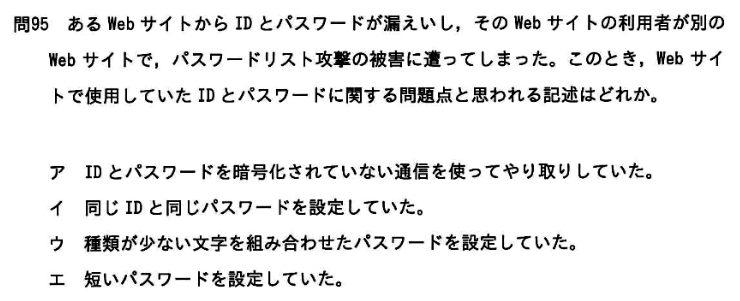 問95 ある Web サイトから ID とパスワードが漏えいし，その Web サイトの利用者が別の
Web サイトで，パスワードリスト攻撃の被害に遭ってしまった。このとき，Web サイ
トで使用していた ID とパスワードに関する問題点と思われる記述はどれか。
ア ID とパスワードを暗号化されていない通信を使ってやり取りしていた。
イ 同じ ID と同じパスワードを設定していた。
ウ 種類が少ない文字を組み合わせたパスワードを設定していた。
エ 短いパスワードを設定していた。